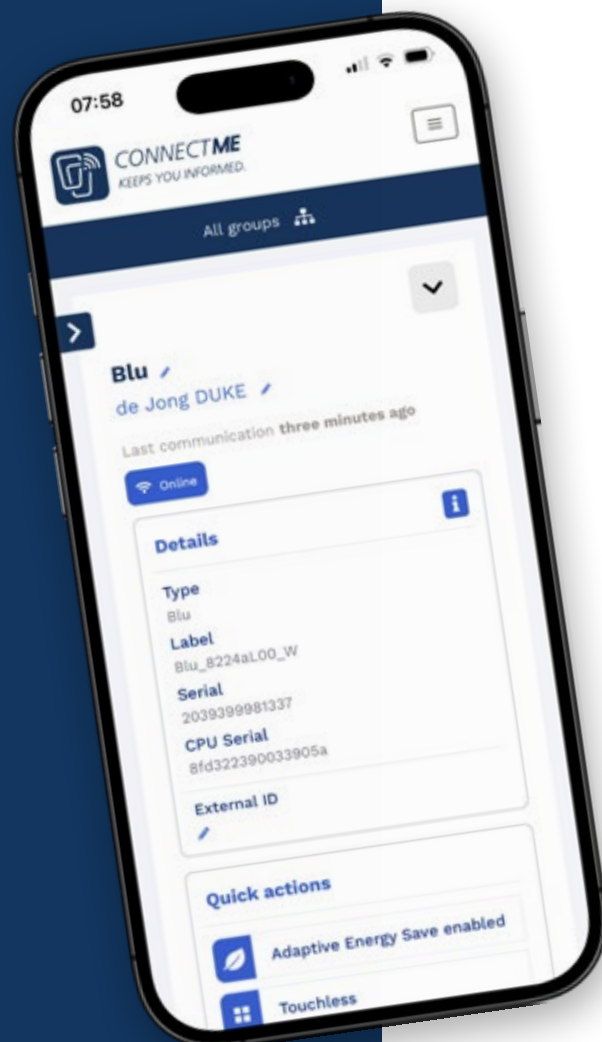 07:58
CONNECTME
KEEPS YOU INFORMED.
All groups
Blu
de Jong DUKE
Last communication three minutes ago
Online
Details
Type
Blu
Label
Blu_8224aL00_W
Serial
2039399981337
CPU Serial
8fd322390033905a
External ID
Quick actions
Adaptive Energy Save enabled
Touchless